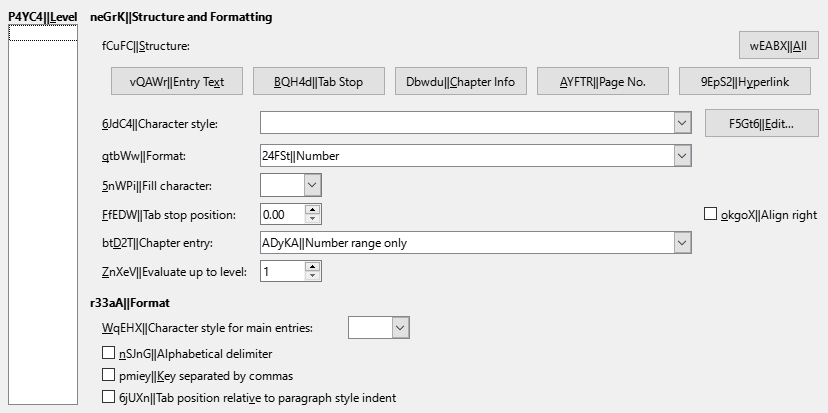 P4YC4||Level
neGrK||Structure and Formatting
fCuFC||Structure:
wEABX||All
vQAWr||Entry Text
BQH4d||Tab Stop
Dbwdu||Chapter Info
AYFTR||Page No.
9EpS2||Hyperlink
6JdC4||Character style:
F5Gt6||Edit...
qtbWw||Format:
24FSt||Number
5nWPi||Fill character:
FfEDW||Tab stop position:
0.00
okgoX||Align right
btD2T||Chapter entry:
ADyKA||Number range only
ZnXeV||Evaluate up to level:
1
r33aA||Format
WqEHX||Character style for main entries:
nSJnG||Alphabetical delimiter
pmiey||Key separated by commas
6jUXn||Tab position relative to paragraph style indent